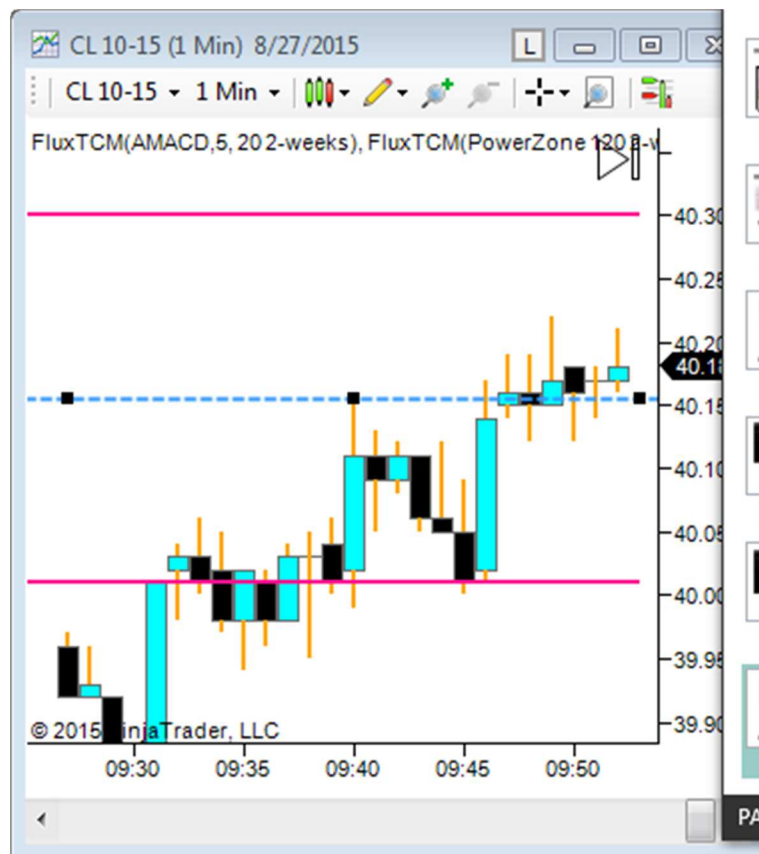 CL 10-15 (1 Min) 8/27/2015
L
CL 10-15
1 Min
FluxTCM(AMACD,5, 20 2-weeks), FluxTCM(PowerZone 120 2-w
40.30
40.25
40.20
40.18
40.15
40.10
40.05
40.00
39.95
39.90
© 2015 NinjaTrader, LLC
09:30
09:35
09:40
09:45
09:50
PA